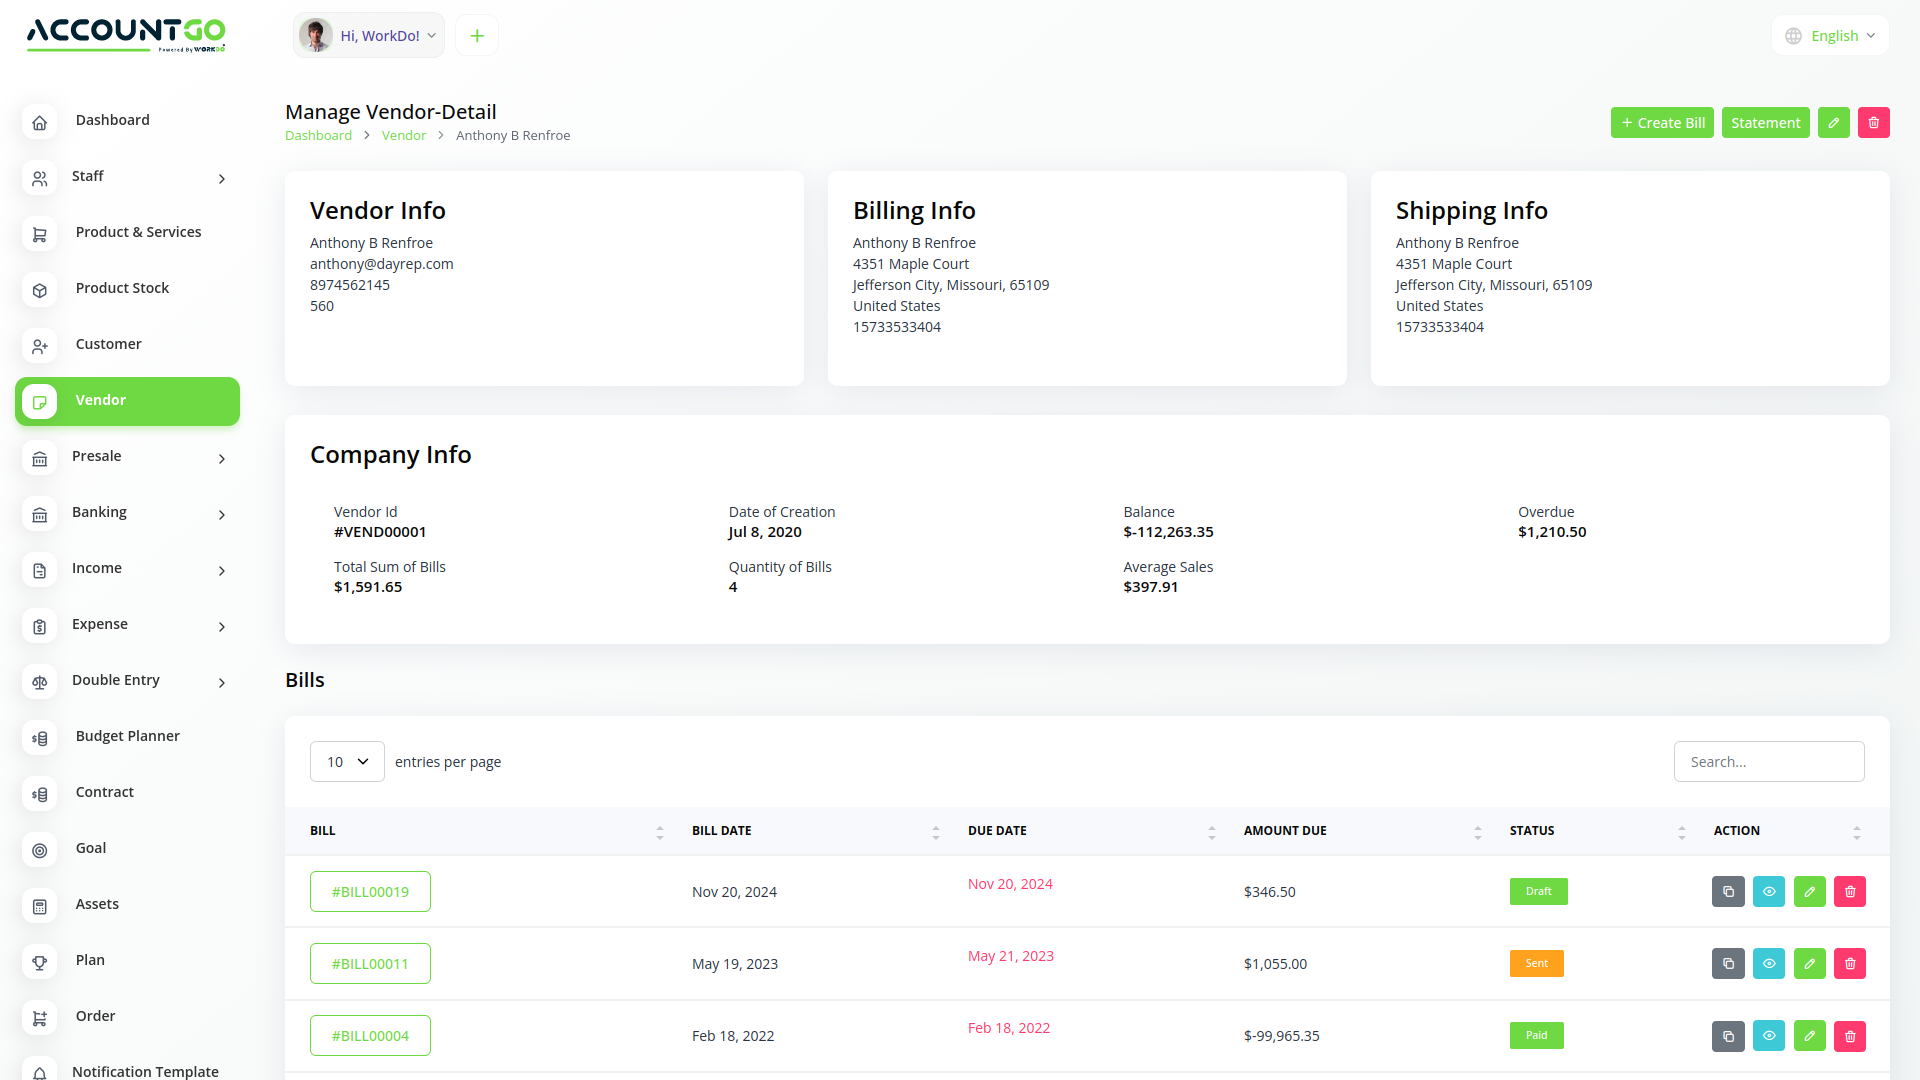 ACCOUNTGO
Powered By WORKDO
Hi, WorkDo!
English
Dashboard
Staff
Product & Services
Product Stock
Customer
Vendor
Presale
Banking
Income
Expense
Double Entry
Budget Planner
Contract
Goal
Assets
Plan
Order
Notification Template
Manage Vendor-Detail
Dashboard > Vendor > Anthony B Renfroe
+ Create Bill
Statement
Vendor Info
Anthony B Renfroe
anthony@dayrep.com
8974562145
560
Billing Info
Anthony B Renfroe
4351 Maple Court
Jefferson City, Missouri, 65109
United States
15733533404
Shipping Info
Anthony B Renfroe
4351 Maple Court
Jefferson City, Missouri, 65109
United States
15733533404
Company Info
Vendor Id
#VEND00001
Date of Creation
Jul 8, 2020
Balance
$-112,263.35
Overdue
$1,210.50
Total Sum of Bills
$1,591.65
Quantity of Bills
4
Average Sales
$397.91
Bills
10 entries per page
Search...
BILL BILL DATE DUE DATE AMOUNT DUE STATUS ACTION
#BILL00019 Nov 20, 2024 Nov 20, 2024 $346.50 Draft
#BILL00011 May 19, 2023 May 21, 2023 $1,055.00 Sent
#BILL00004 Feb 18, 2022 Feb 18, 2022 $-99,965.35 Paid